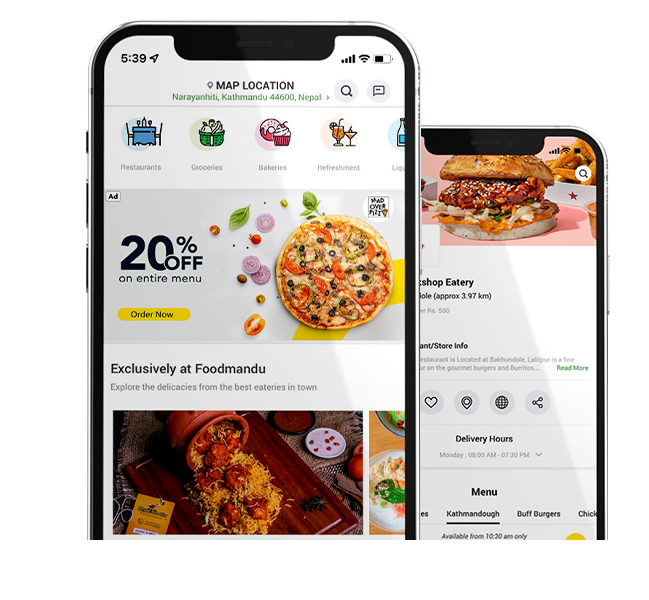 5:39
MAP LOCATION
Narayanhiti, Kathmandu 44600, Nepal
Restaurants
Groceries
Bakeries
Refreshment
Liqu
Ad
MAD
OVER
PIZZ
20%
OFF
on entire menu
Order Now
Exclusively at Foodmandu
Explore the delicacies from the best eateries in town
kshop Eatery
ole (approx 3.97 km)
er Rs. 500
ant/Store Info
estaurant is Located at Bakhundole, Lalitpur is a fine
ur on the gourmet burgers and Burritos.... Read More
Delivery Hours
Monday : 08:00 AM - 07:30 PM
Menu
es Kathmandough Buff Burgers Chick
Available from 10:30 am only